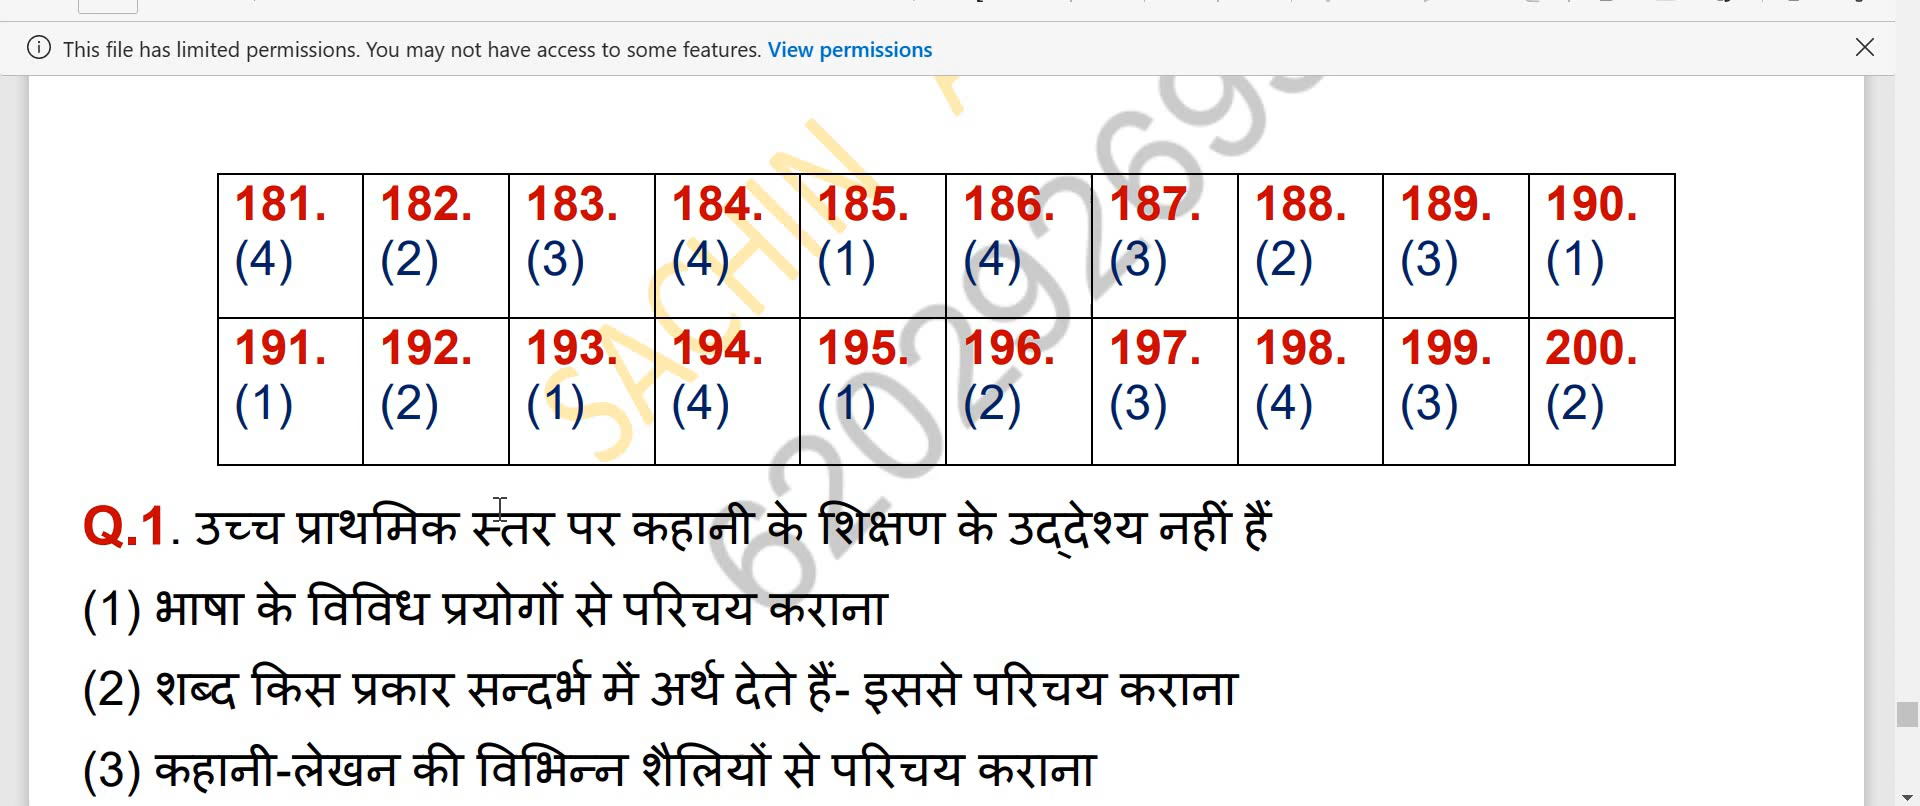 This file has limited permissions. You may not have access to some features. View permissions
181. 182. 183. 184. 185. 186. 187. 188. 189. 190.
(4) (2) (3) (4) (1) (4) (3) (2) (3) (1)
191. 192. 193. 194. 195. 196. 197. 198. 199. 200.
(1) (2) (1) (4) (1) (2) (3) (4) (3) (2)
SACHIN
620292695
Q.1. उच्च प्राथमिक स्तर पर कहानी के शिक्षण के उद्देश्य नहीं हैं
(1) भाषा के विविध प्रयोगों से परिचय कराना
(2) शब्द किस प्रकार सन्दर्भ में अर्थ देते हैं- इससे परिचय कराना
(3) कहानी-लेखन की विभिन्न शैलियों से परिचय कराना